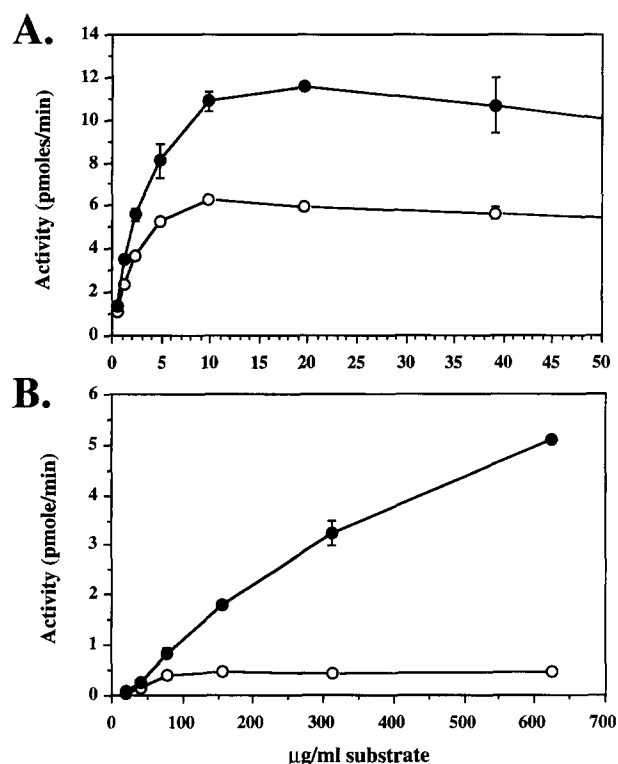 A.
14
12
10
8
6
4
2
0
Activity (pmoles/min)
0 5 10 15 20 25 30 35 40 45 50
B.
6
5
4
3
2
1
0
Activity (pmole/min)
0 100 200 300 400 500 600 700
µg/ml substrate